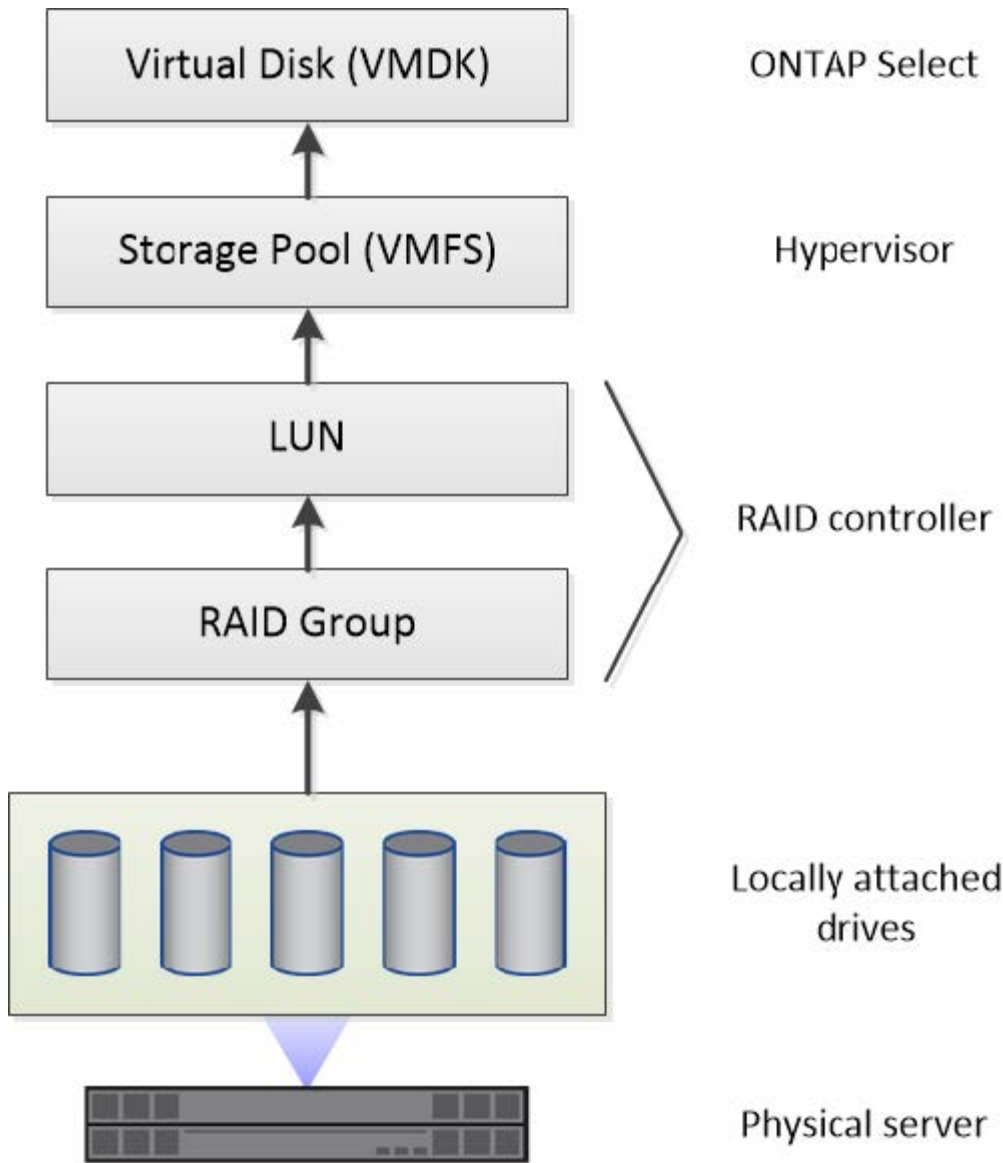 Virtual Disk (VMDK)
ONTAP Select
Storage Pool (VMFS)
Hypervisor
LUN
RAID controller
RAID Group
Locally attached
drives
Physical server